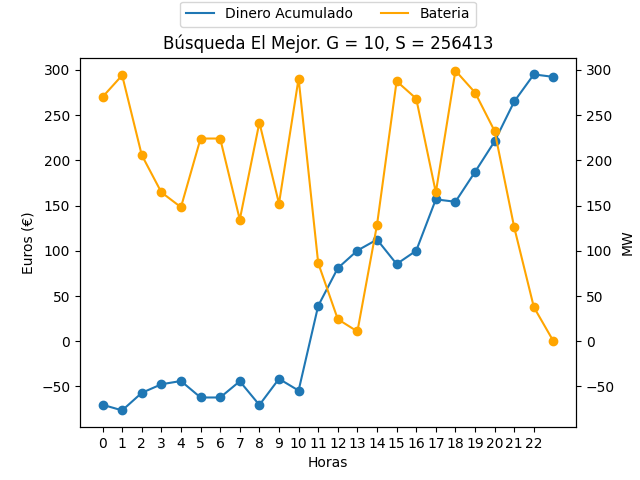 Dinero Acumulado Bateria
Búsqueda El Mejor. G = 10, S = 256413
300 300
250 250
200 200
150 150
100 100
50 50
0 0
−50 −50
Euros (€)
MW
0 1 2 3 4 5 6 7 8 9 10 11 12 13 14 15 16 17 18 19 20 21 22
Horas